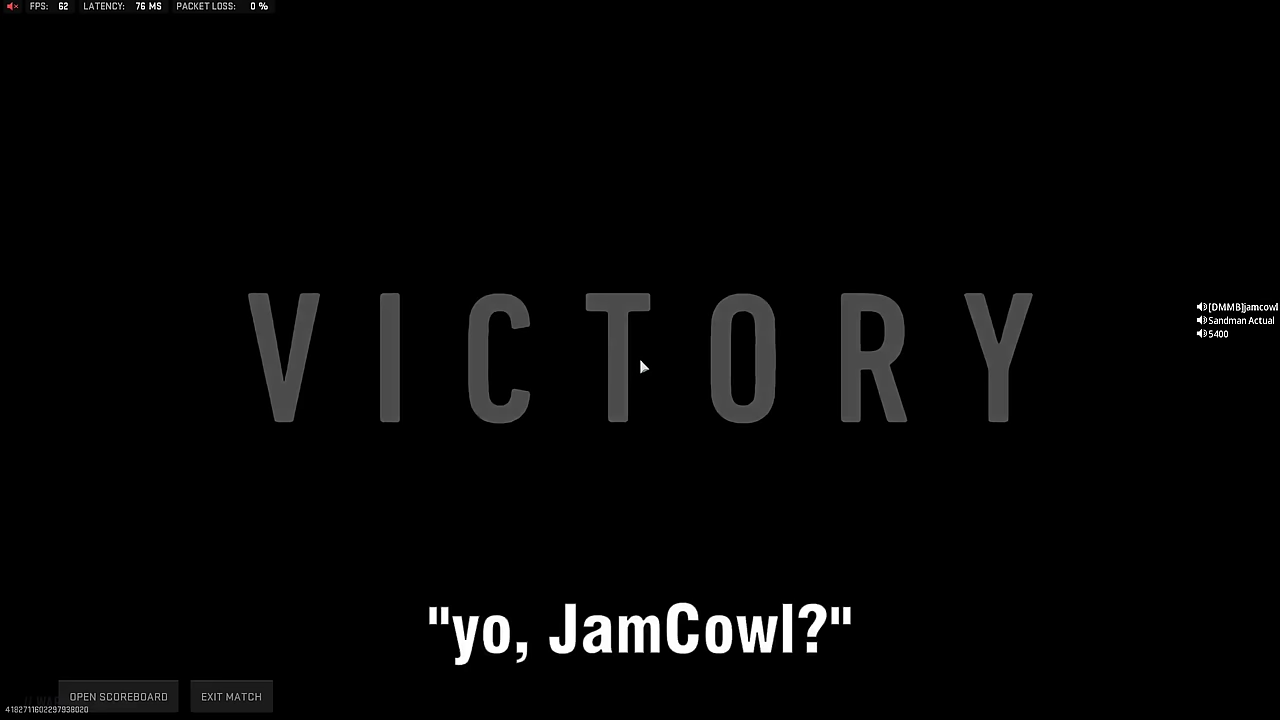 FPS: 62 LATENCY: 76 MS PACKET LOSS: 0 %
VICTORY
[DMMB]jamcowl
Sandman Actual
5400
"yo, JamCowl?"
OPEN SCOREBOARD EXIT MATCH
4182711602297938020